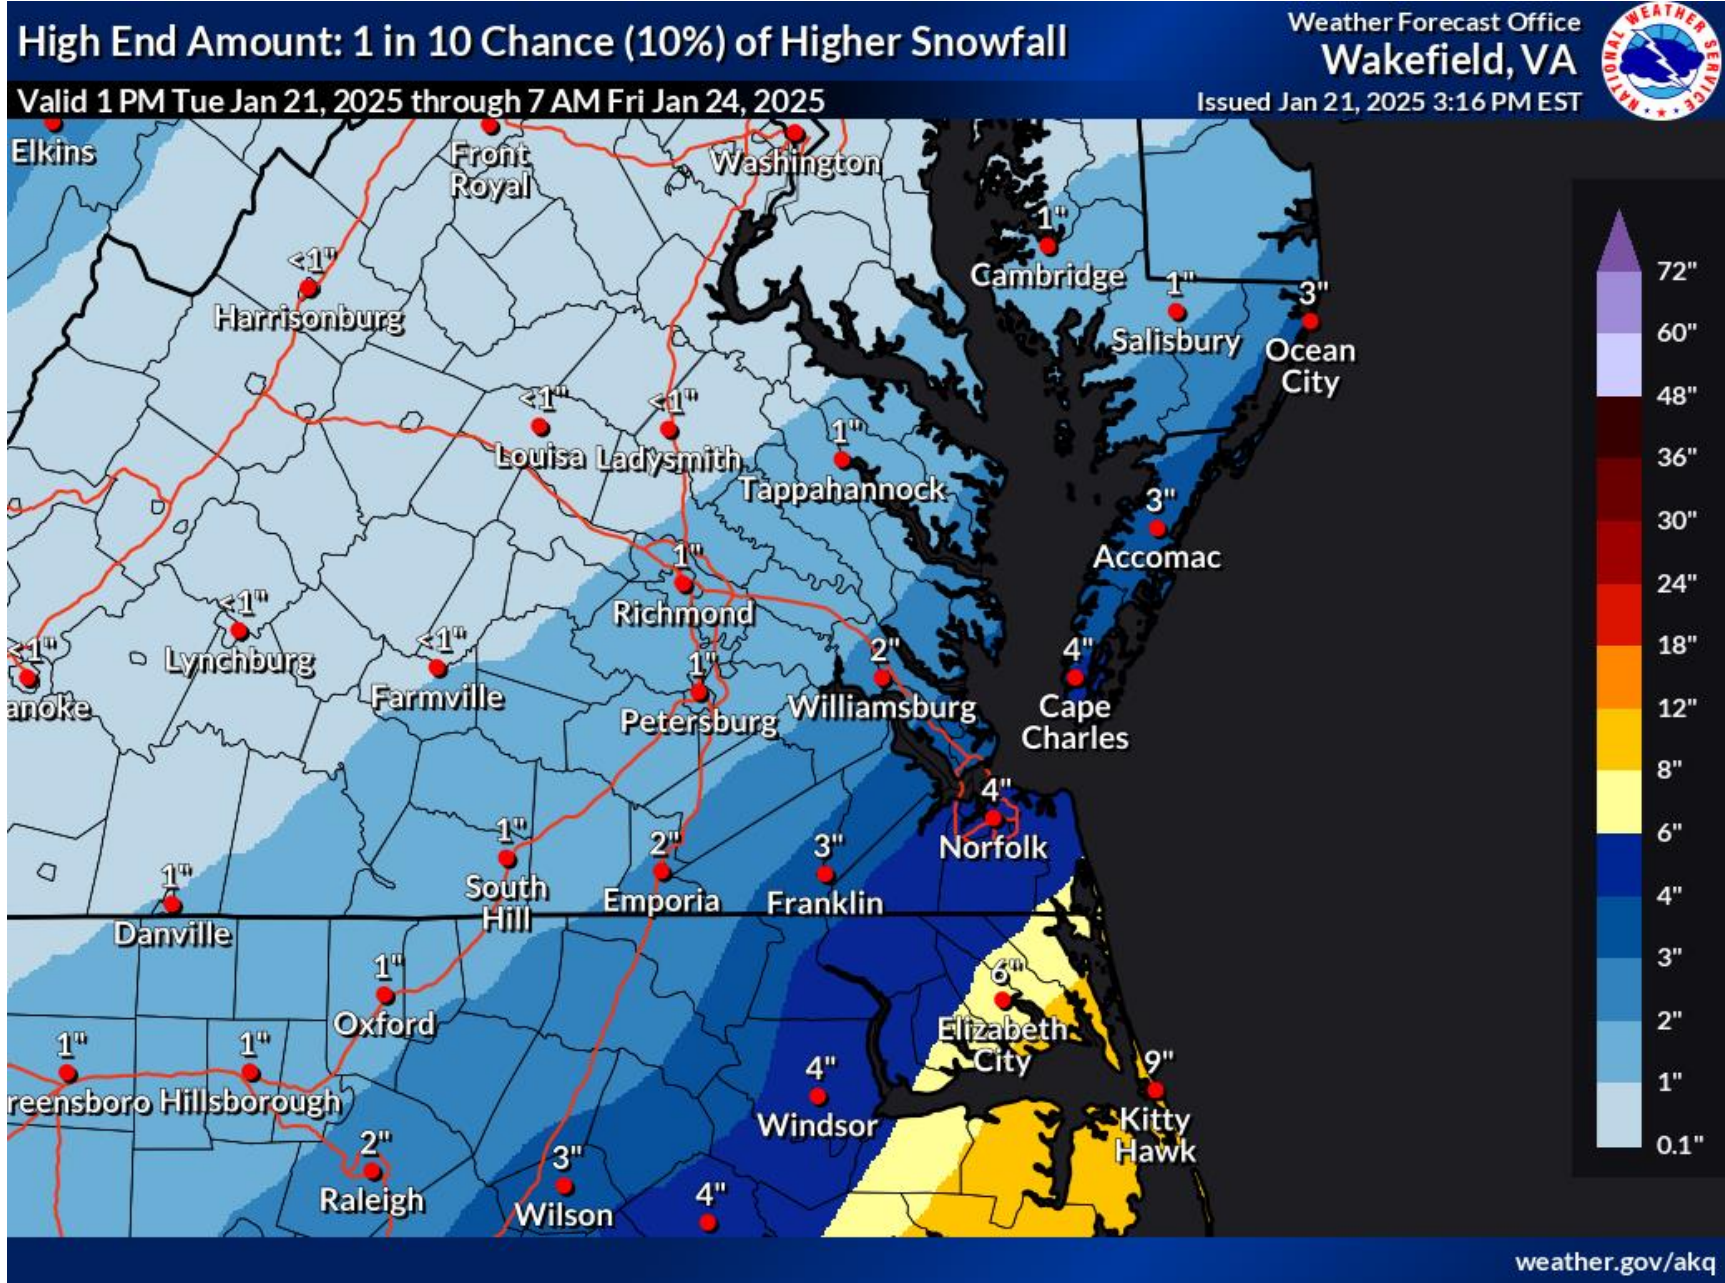 High End Amount: 1 in 10 Chance (10%) of Higher Snowfall
Valid 1 PM Tue Jan 21, 2025 through 7 AM Fri Jan 24, 2025
Weather Forecast Office
Wakefield, VA
Issued Jan 21, 2025 3:16 PM EST
NATIONAL WEATHER SERVICE
Elkins
Front
Royal
Washington
1"
Cambridge
<1"
Harrisonburg
1"
Salisbury
3"
Ocean
City
<1"
Louisa
<1"
Ladysmith
1"
Tappahannock
3"
Accomac
1"
Richmond
<1"
Lynchburg
<1"
Farmville
<1"
anoke
1"
Petersburg
2"
Williamsburg
4"
Cape
Charles
4"
Norfolk
1"
Danville
1"
South
Hill
2"
Emporia
3"
Franklin
1"
Oxford
6"
Elizabeth
City
1"
reensboro
1"
Hillsborough
4"
Windsor
9"
Kitty
Hawk
2"
Raleigh
3"
Wilson
4"
72"
60"
48"
36"
30"
24"
18"
12"
8"
6"
4"
3"
2"
1"
0.1"
weather.gov/akq